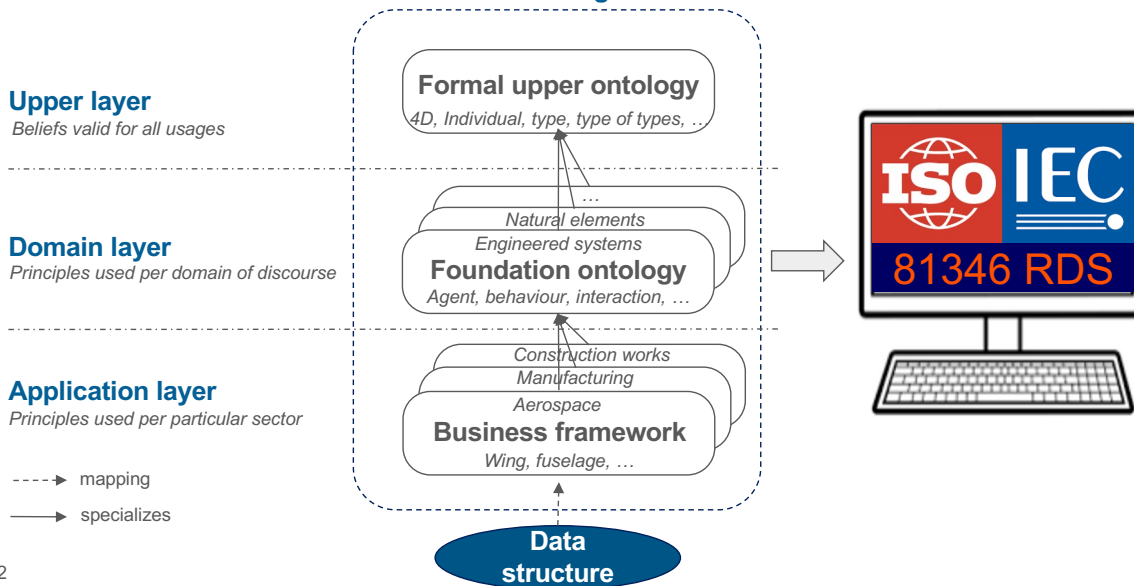 Upper layer
Beliefs valid for all usages
Formal upper ontology
4D, Individual, type, type of types, …
Domain layer
Principles used per domain of discourse
…
Natural elements
Engineered systems
Foundation ontology
Agent, behaviour, interaction, …
Application layer
Principles used per particular sector
Construction works
Manufacturing
Aerospace
Business framework
Wing, fuselage, …
mapping
specializes
Data
structure
ISO
IEC
81346 RDS
2